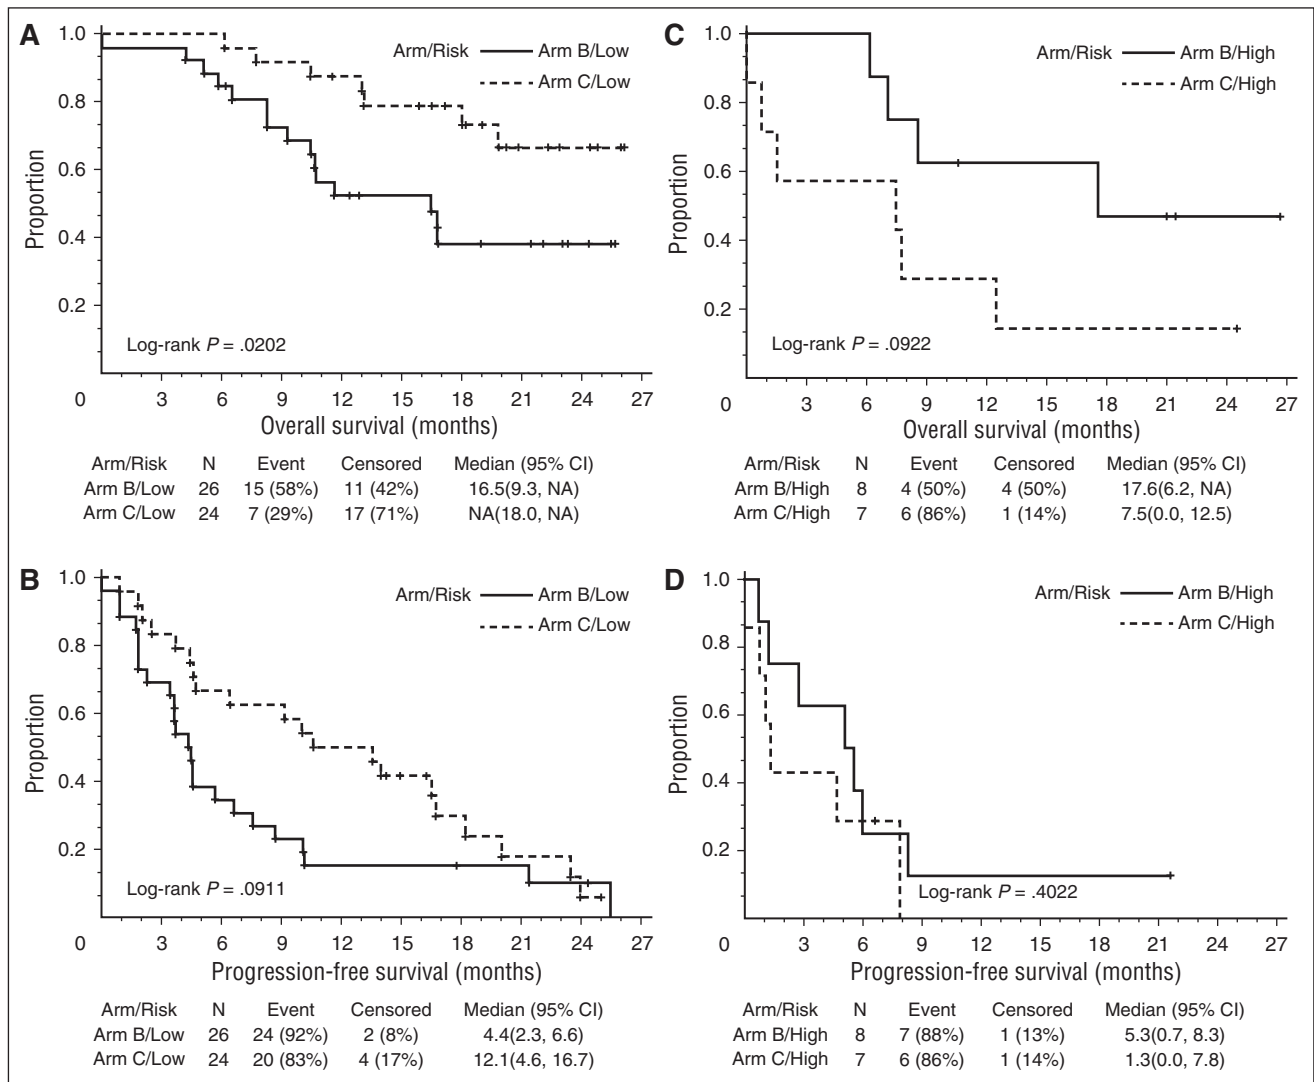 A
1.0
0.8
0.6
0.4
0.2
Proportion
Arm/Risk Arm B/Low
Arm C/Low
Log-rank P = .0202
0 3 6 9 12 15 18 21 24 27
Overall survival (months)
Arm/Risk N Event Censored Median (95% CI)
Arm B/Low 26 15 (58%) 11 (42%) 16.5(9.3, NA)
Arm C/Low 24 7 (29%) 17 (71%) NA(18.0, NA)
C
1.0
0.8
0.6
0.4
0.2
Proportion
Arm/Risk Arm B/High
Arm C/High
Log-rank P = .0922
0 3 6 9 12 15 18 21 24 27
Overall survival (months)
Arm/Risk N Event Censored Median (95% CI)
Arm B/High 8 4 (50%) 4 (50%) 17.6(6.2, NA)
Arm C/High 7 6 (86%) 1 (14%) 7.5(0.0, 12.5)
B
1.0
0.8
0.6
0.4
0.2
Proportion
Arm/Risk Arm B/Low
Arm C/Low
Log-rank P = .0911
0 3 6 9 12 15 18 21 24 27
Progression-free survival (months)
Arm/Risk N Event Censored Median (95% CI)
Arm B/Low 26 24 (92%) 2 (8%) 4.4(2.3, 6.6)
Arm C/Low 24 20 (83%) 4 (17%) 12.1(4.6, 16.7)
D
1.0
0.8
0.6
0.4
0.2
Proportion
Arm/Risk Arm B/High
Arm C/High
Log-rank P = .4022
0 3 6 9 12 15 18 21 24 27
Progression-free survival (months)
Arm/Risk N Event Censored Median (95% CI)
Arm B/High 8 7 (88%) 1 (13%) 5.3(0.7, 8.3)
Arm C/High 7 6 (86%) 1 (14%) 1.3(0.0, 7.8)